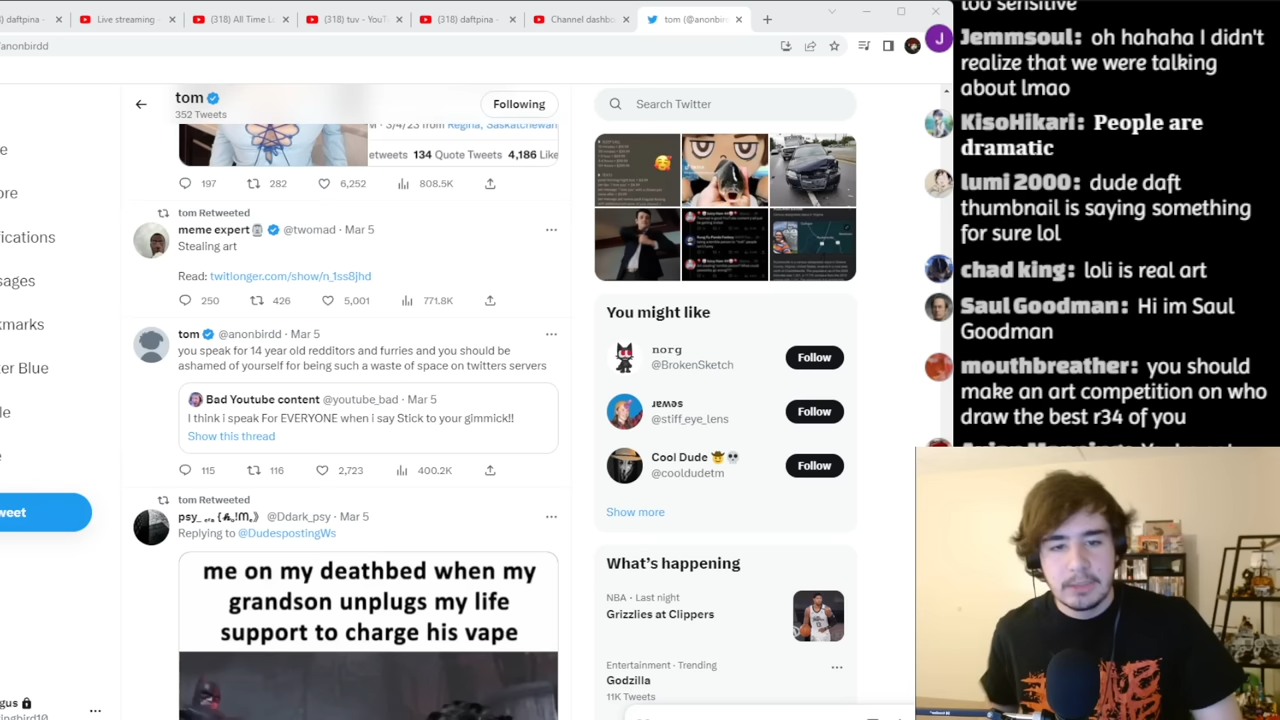 ) daftpina
Live streaming
(318) All Time L
(318) tuv - YouT
(318) daftpina -
Channel dashbo
tom (@anonbir
/anonbirdd
tom
352 Tweets
Following
Search Twitter
3/4/23 from Regina, Saskatchewan
etweets 134 Quote Tweets 4,186 Like
197
282
6,252
808.5K
tom Retweeted
meme expert @twomad · Mar 5
Stealing art
Read: twitlonger.com/show/n_1ss8jhd
250
426
5,001
771.8K
tom @anonbirdd · Mar 5
you speak for 14 year old redditors and furries and you should be
ashamed of yourself for being such a waste of space on twitters servers
Bad Youtube content @youtube_bad · Mar 5
I think i speak For EVERYONE when i say Stick to your gimmick!!
Show this thread
115
116
2,723
400.2K
tom Retweeted
psy_ @Ddark_psy · Mar 5
Replying to @DudespostingWs
me on my deathbed when my
grandson unplugs my life
support to charge his vape
e
ore
ications
sages
kmarks
er Blue
le
e
weet
gus
ningbird10
You might like
norg
@BrokenSketch
Follow
@stiff_eye_lens
Follow
Cool Dude
@cooldudetm
Follow
Show more
What's happening
NBA · Last night
Grizzlies at Clippers
Entertainment · Trending
Godzilla
11K Tweets
too sensitive
J
Jemmsoul: oh hahaha I didn't
realize that we were talking
about lmao
KisoHikari: People are
dramatic
lumi 2000: dude daft
thumbnail is saying something
for sure lol
chad king: loli is real art
Saul Goodman: Hi im Saul
Goodman
mouthbreather: you should
make an art competition on who
draw the best r34 of you